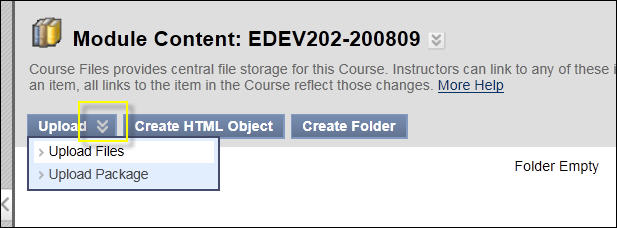 Module Content: EDEV202-200809
Course Files provides central file storage for this Course. Instructors can link to any of these
an item, all links to the item in the Course reflect those changes. More Help
Upload Create HTML Object Create Folder
Upload Files
Folder Empty
Upload Package